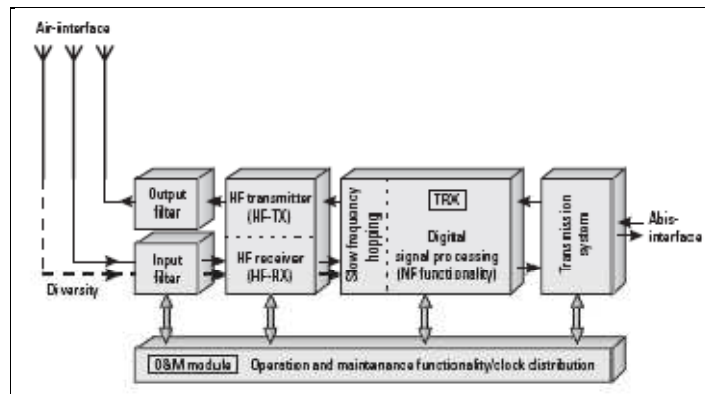 Air-interface
Output
filter
HF transmitter
(HF-TX)
Slow frequency
hopping
TRX
Digital
signal processing
(NF functionality)
Transmission
system
Abis-
interface
Input
filter
HF receiver
(HF-RX)
Diversity
O&M module
Operation and maintenance functionality/clock distribution